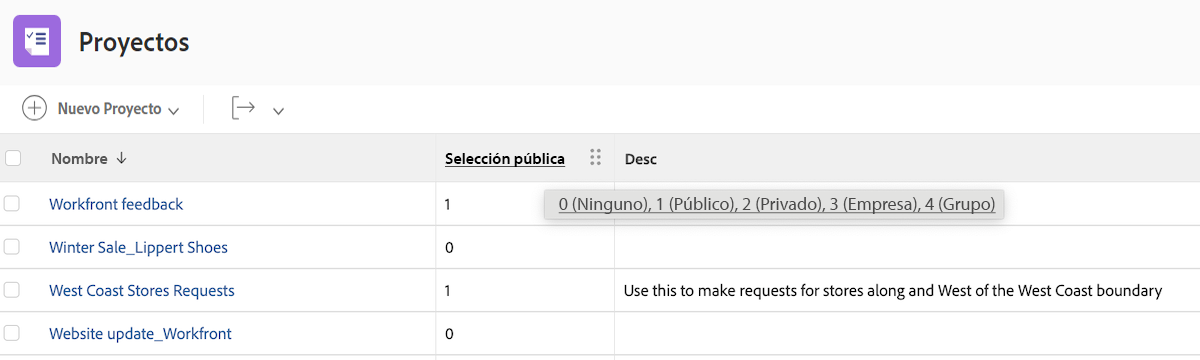 Proyectos
Nuevo Proyecto
Nombre Selección pública Desc
Workfront feedback 1 0 (Ninguno), 1 (Público), 2 (Privado), 3 (Empresa), 4 (Grupo)
Winter Sale_Lippert Shoes 0
West Coast Stores Requests 1 Use this to make requests for stores along and West of the West Coast boundary
Website update_Workfront 0